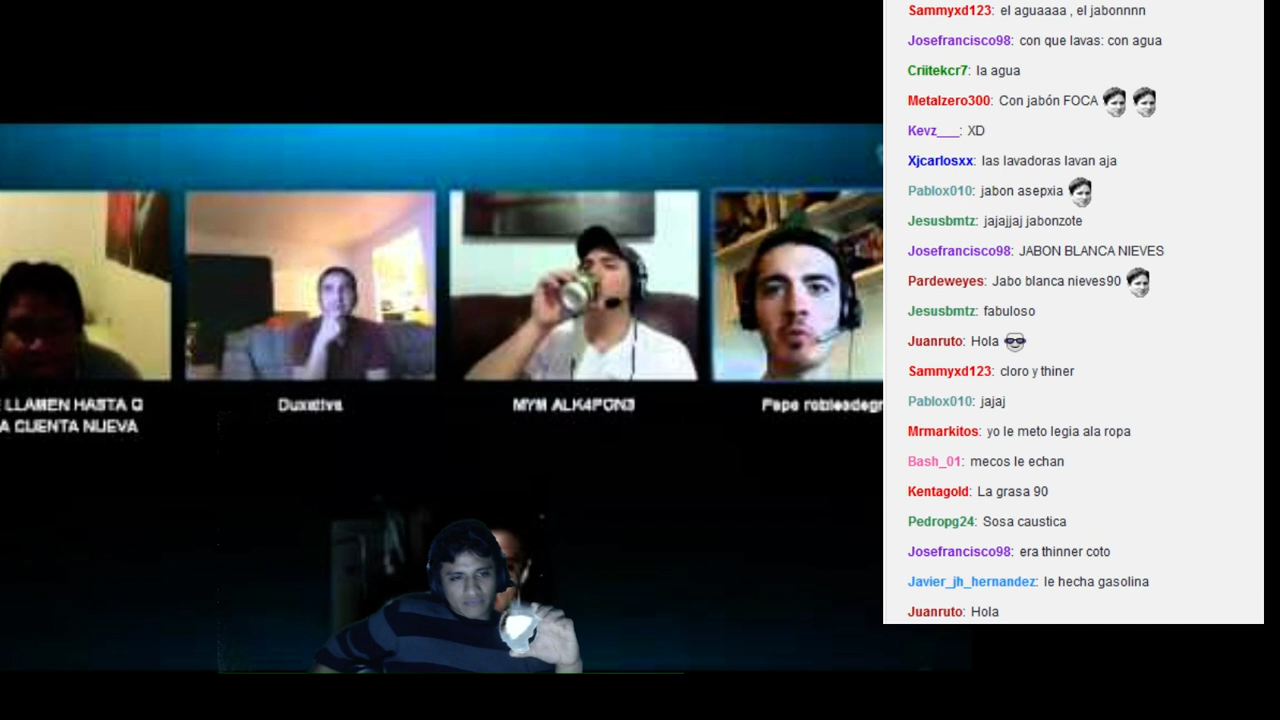 LLAMEN HASTA Q
A CUENTA NUEVA
Duxativa
MYM ALK4PON3
Pepe roblesdegr
Sammyxd123: el aguaaaa , el jabonnnn
Josefrancisco98: con que lavas: con agua
Criitekcr7: la agua
Metalzero300: Con jabón FOCA
Kevz___: XD
Xjcarlosxx: las lavadoras lavan aja
Pablox010: jabon asepxia
Jesusbmtz: jajajjaj jabonzote
Josefrancisco98: JABON BLANCA NIEVES
Pardeweyes: Jabo blanca nieves90
Jesusbmtz: fabuloso
Juanruto: Hola
Sammyxd123: cloro y thiner
Pablox010: jajaj
Mrmarkitos: yo le meto legia ala ropa
Bash_01: mecos le echan
Kentagold: La grasa 90
Pedropg24: Sosa caustica
Josefrancisco98: era thinner coto
Javier_jh_hernandez: le hecha gasolina
Juanruto: Hola